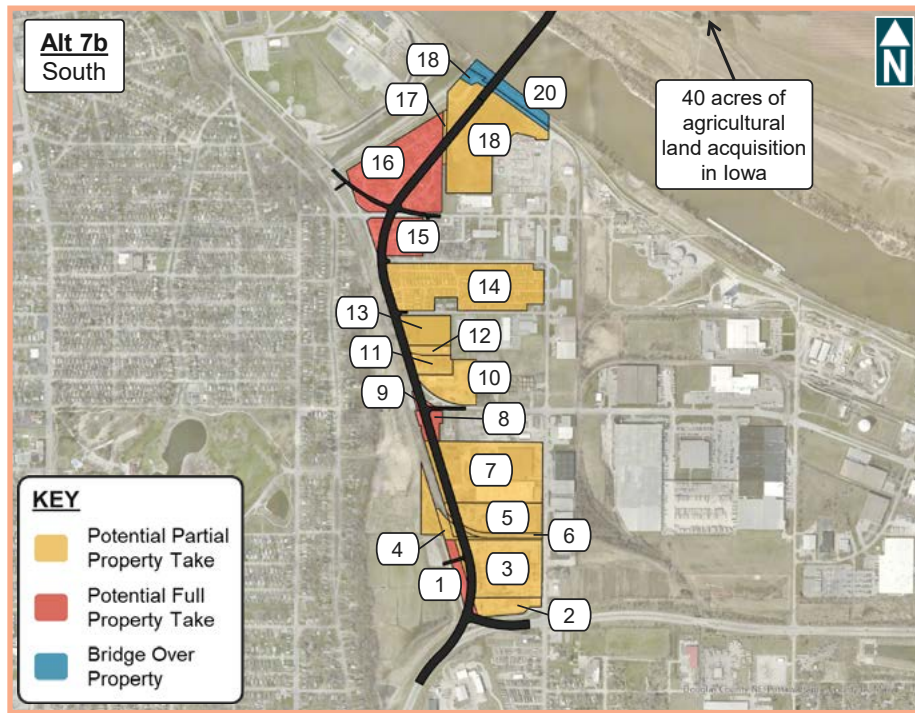 Alt 7b
South
N
18
17
20
40 acres of
agricultural
land acquisition
in Iowa
16
18
15
14
13
12
11
10
9
8
7
5
6
4
3
1
2
KEY
Potential Partial
Property Take
Potential Full
Property Take
Bridge Over
Property